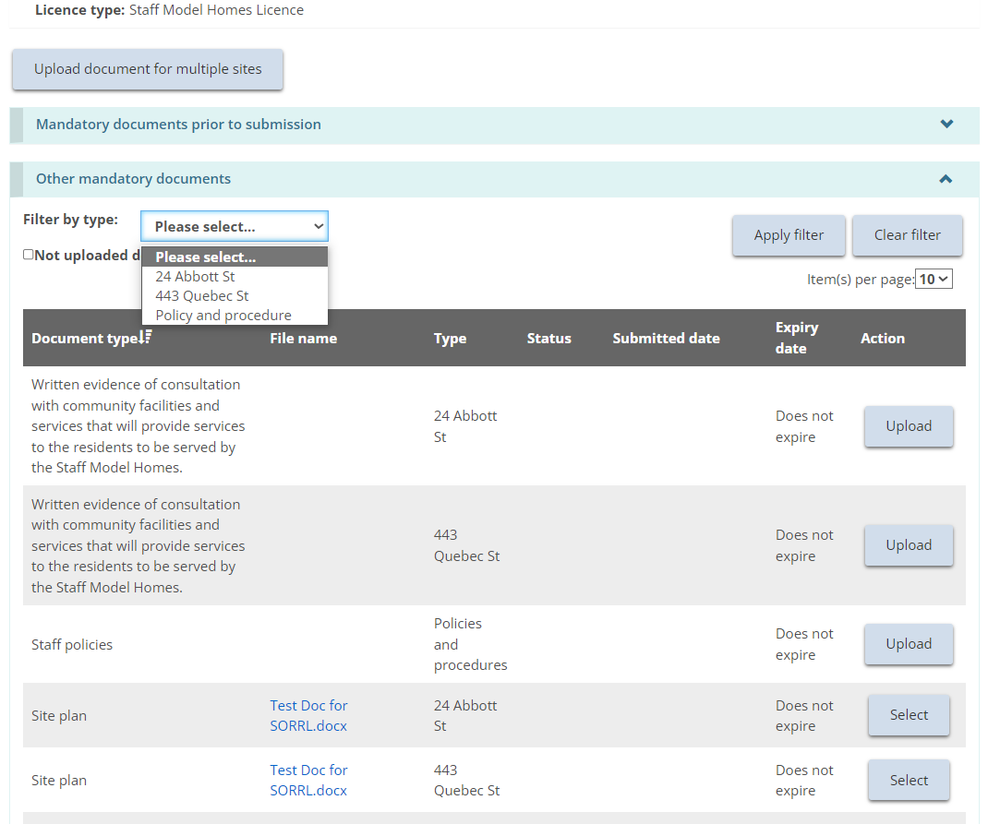 Licence type: Staff Model Homes Licence
Upload document for multiple sites
Mandatory documents prior to submission
Other mandatory documents
Filter by type:
Please select...
Apply filter
Clear filter
Not uploaded d
Please select...
24 Abbott St
443 Quebec St
Policy and procedure
Item(s) per page: 10
Document type File name Type Status Submitted date Expiry date Action
Written evidence of consultation
with community facilities and
services that will provide services
to the residents to be served by
the Staff Model Homes.
24 Abbott
St
Does not
expire
Upload
Written evidence of consultation
with community facilities and
services that will provide services
to the residents to be served by
the Staff Model Homes.
443
Quebec St
Does not
expire
Upload
Staff policies
Policies
and
procedures
Does not
expire
Upload
Site plan
Test Doc for
SORRL.docx
24 Abbott
St
Does not
expire
Select
Site plan
Test Doc for
SORRL.docx
443
Quebec St
Does not
expire
Select